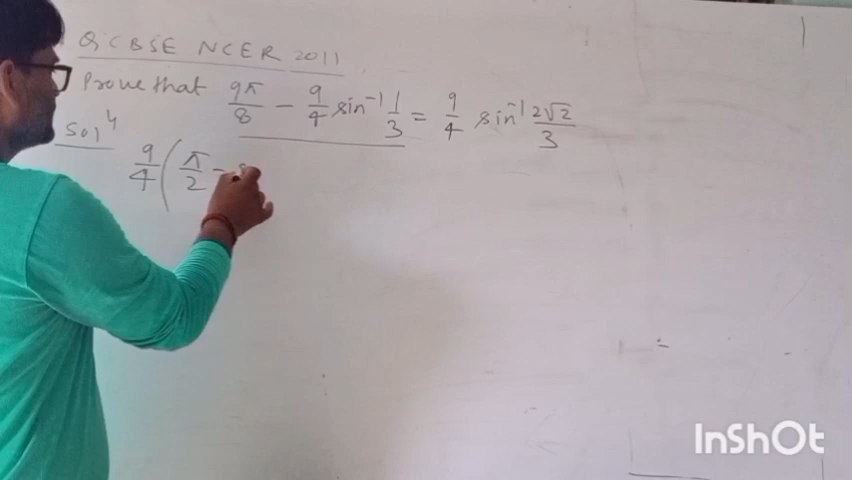 Q: CBSE NCER 2011
Prove that 9π/8 − 9/4 sin⁻¹ 1/3 = 9/4 sin⁻¹ 2√2/3
Solⁿ
9/4 (π/2 − s
InShOt